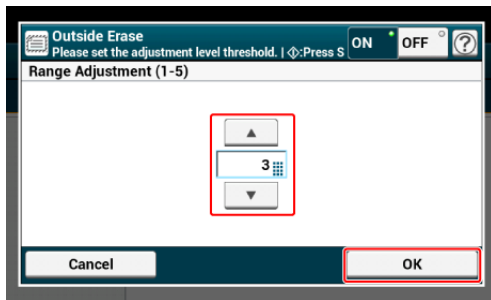 Outside Erase
Please set the adjustment level threshold. | :Press S
ON
OFF
?
Range Adjustment (1-5)
▲
3
▼
Cancel
OK